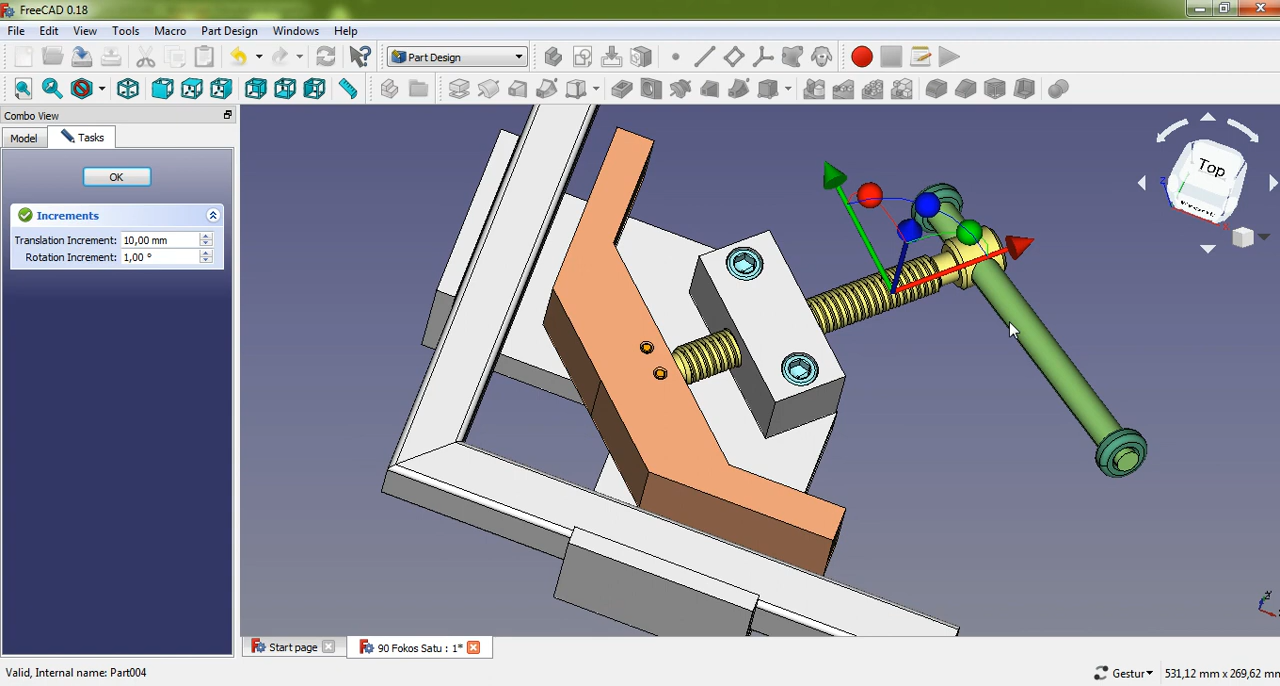 FreeCAD 0.18
File Edit View Tools Macro Part Design Windows Help
Part Design
Combo View
Model Tasks
OK
Increments
Translation Increment: 10,00 mm
Rotation Increment: 1,00 °
Top
Start page
90 Fokos Satu : 1*
Valid, Internal name: Part004
Gestur
531,12 mm x 269,62 mm